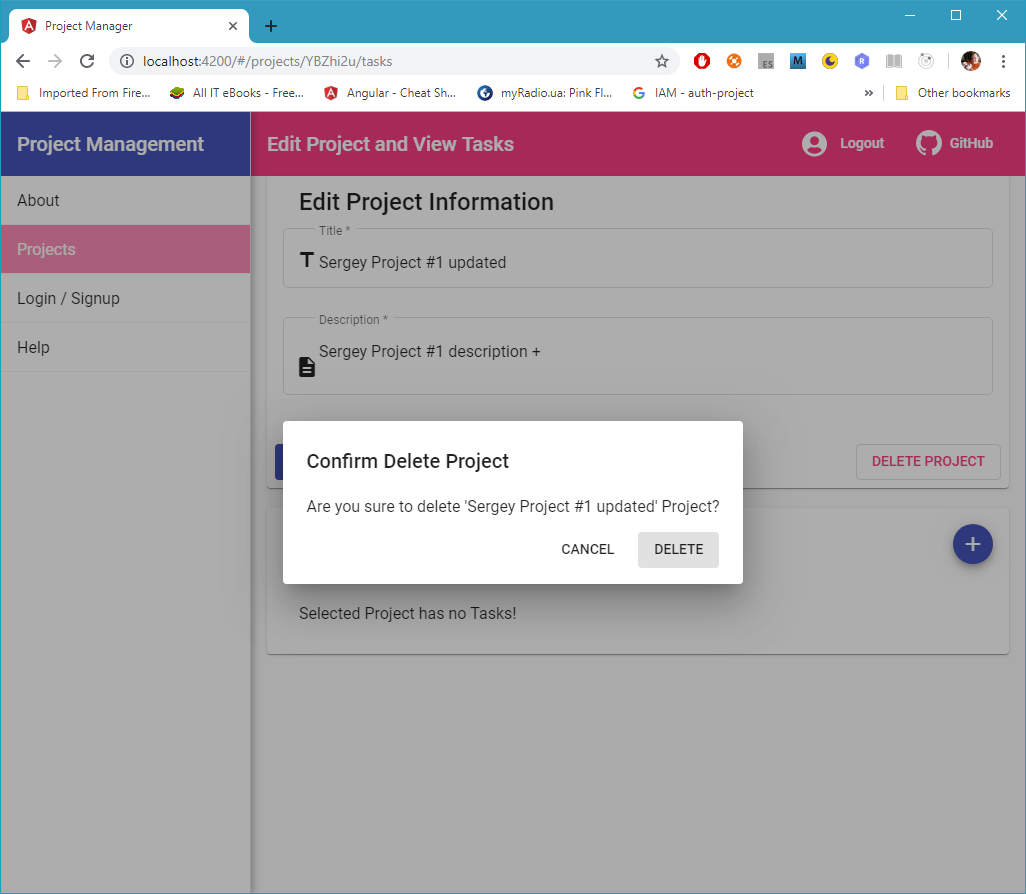 Project Manager
localhost:4200/#/projects/YBZhi2u/tasks
ES
M
R
Imported From Fire...
All IT eBooks - Free...
Angular - Cheat Sh...
myRadio.ua: Pink Fl...
IAM - auth-project
»
Other bookmarks
Project Management
Edit Project and View Tasks
Logout
GitHub
About
Projects
Login / Signup
Help
Edit Project Information
Title *
Sergey Project #1 updated
Description *
Sergey Project #1 description +
DELETE PROJECT
Confirm Delete Project
Are you sure to delete 'Sergey Project #1 updated' Project?
CANCEL
DELETE
+
Selected Project has no Tasks!